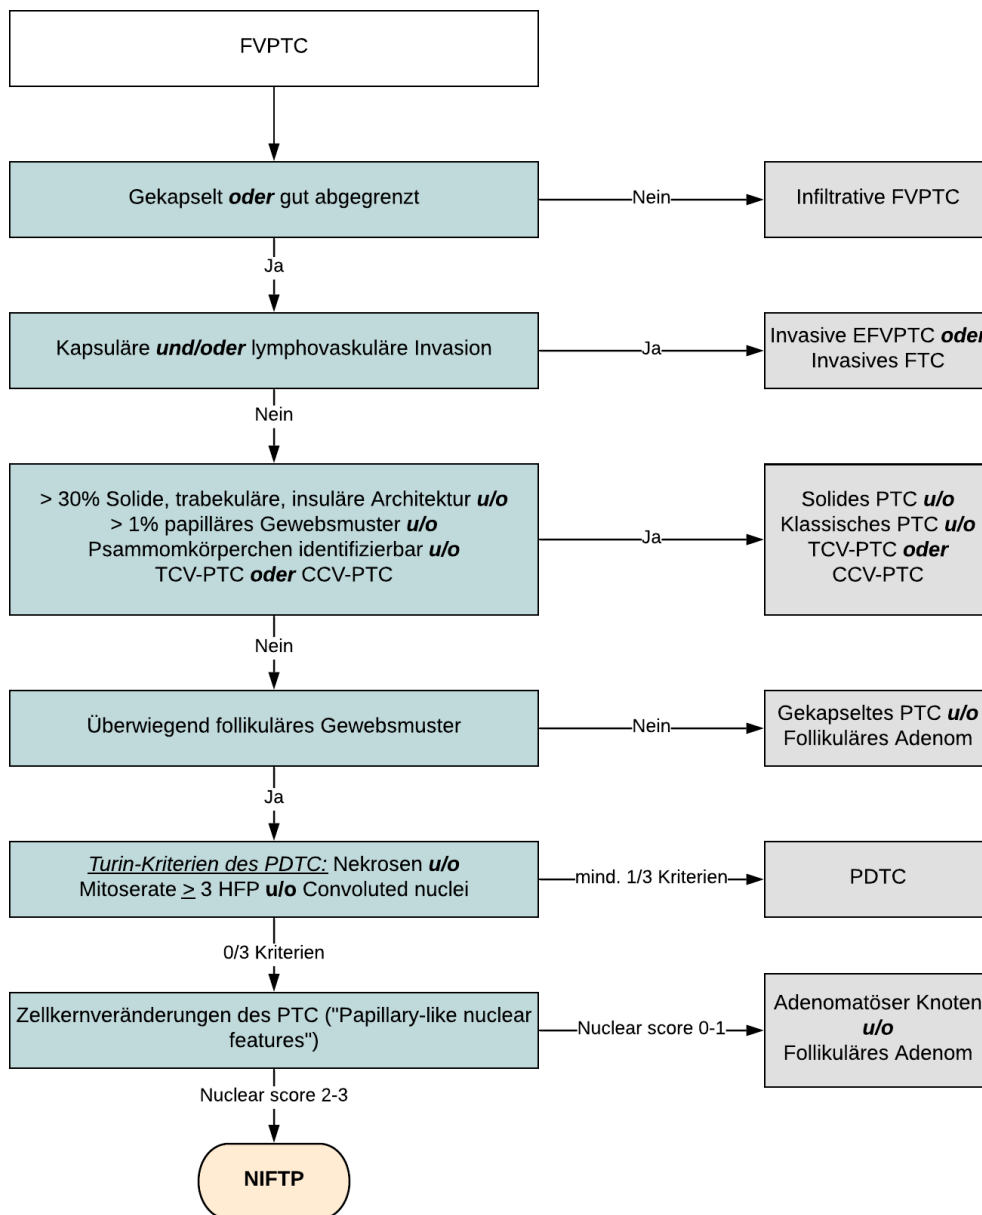 FVPTC
Gekapselt oder gut abgegrenzt
Nein
Infiltrative FVPTC
Ja
Kapsuläre und/oder lymphovaskuläre Invasion
Ja
Invasive EFVPTC oder
Invasives FTC
Nein
> 30% Solide, trabekuläre, insuläre Architektur u/o
> 1% papilläres Gewebsmuster u/o
Psammomkörperchen identifizierbar u/o
TCV-PTC oder CCV-PTC
Ja
Solides PTC u/o
Klassisches PTC u/o
TCV-PTC oder
CCV-PTC
Nein
Überwiegend follikuläres Gewebsmuster
Nein
Gekapseltes PTC u/o
Follikuläres Adenom
Ja
Turin-Kriterien des PDTC: Nekrosen u/o
Mitoserate ≥ 3 HFP u/o Convoluted nuclei
mind. 1/3 Kriterien
PDTC
0/3 Kriterien
Zellkernveränderungen des PTC ("Papillary-like nuclear
features")
Nuclear score 0-1
Adenomatöser Knoten
u/o
Follikuläres Adenom
Nuclear score 2-3
NIFTP